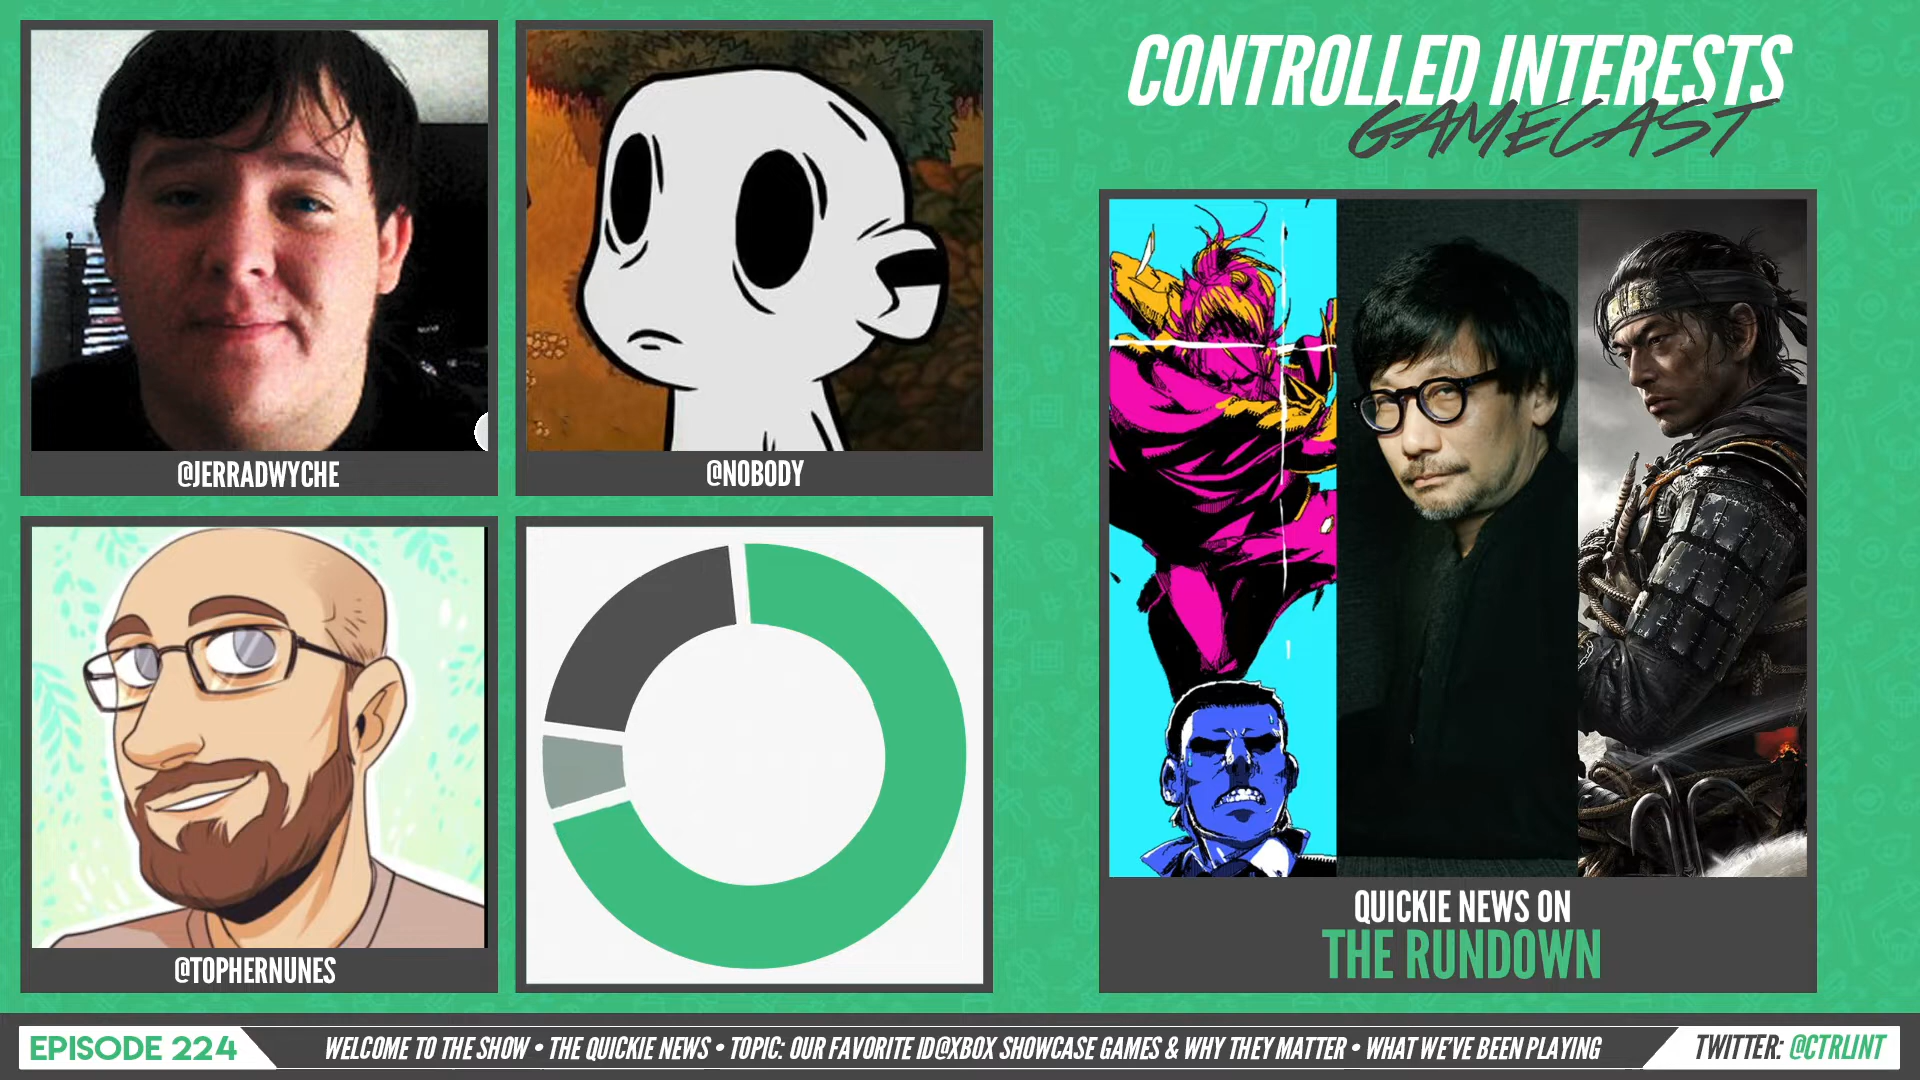 CONTROLLED INTERESTS
GAMECAST
@JERRADWYCHE
@NOBODY
@TOPHERNUNES
QUICKIE NEWS ON
THE RUNDOWN
EPISODE 224
WELCOME TO THE SHOW • THE QUICKIE NEWS • TOPIC: OUR FAVORITE ID@XBOX SHOWCASE GAMES & WHY THEY MATTER • WHAT WE'VE BEEN PLAYING
TWITTER: @CTRLINT